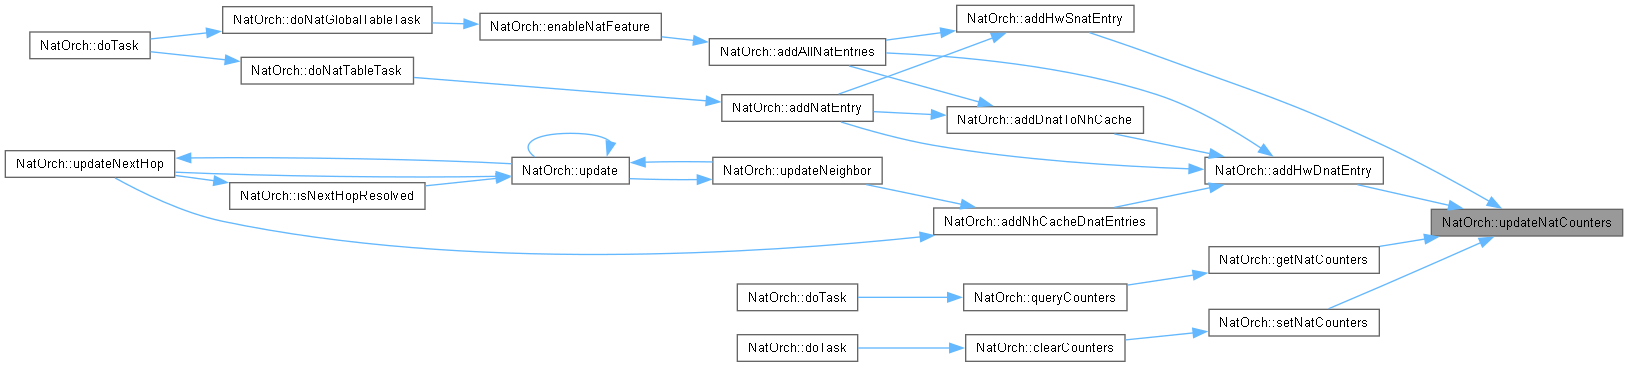 NatOrch::doTask
NatOrch::doNatGlobalTableTask
NatOrch::doNatTableTask
NatOrch::enableNatFeature
NatOrch::addAllNatEntries
NatOrch::addNatEntry
NatOrch::addHwSnatEntry
NatOrch::addDnatToNhCache
NatOrch::updateNextHop
NatOrch::isNextHopResolved
NatOrch::update
NatOrch::updateNeighbor
NatOrch::addNhCacheDnatEntries
NatOrch::addHwDnatEntry
NatOrch::updateNatCounters
NatOrch::getNatCounters
NatOrch::queryCounters
NatOrch::doTask
NatOrch::setNatCounters
NatOrch::clearCounters
NatOrch::doTask